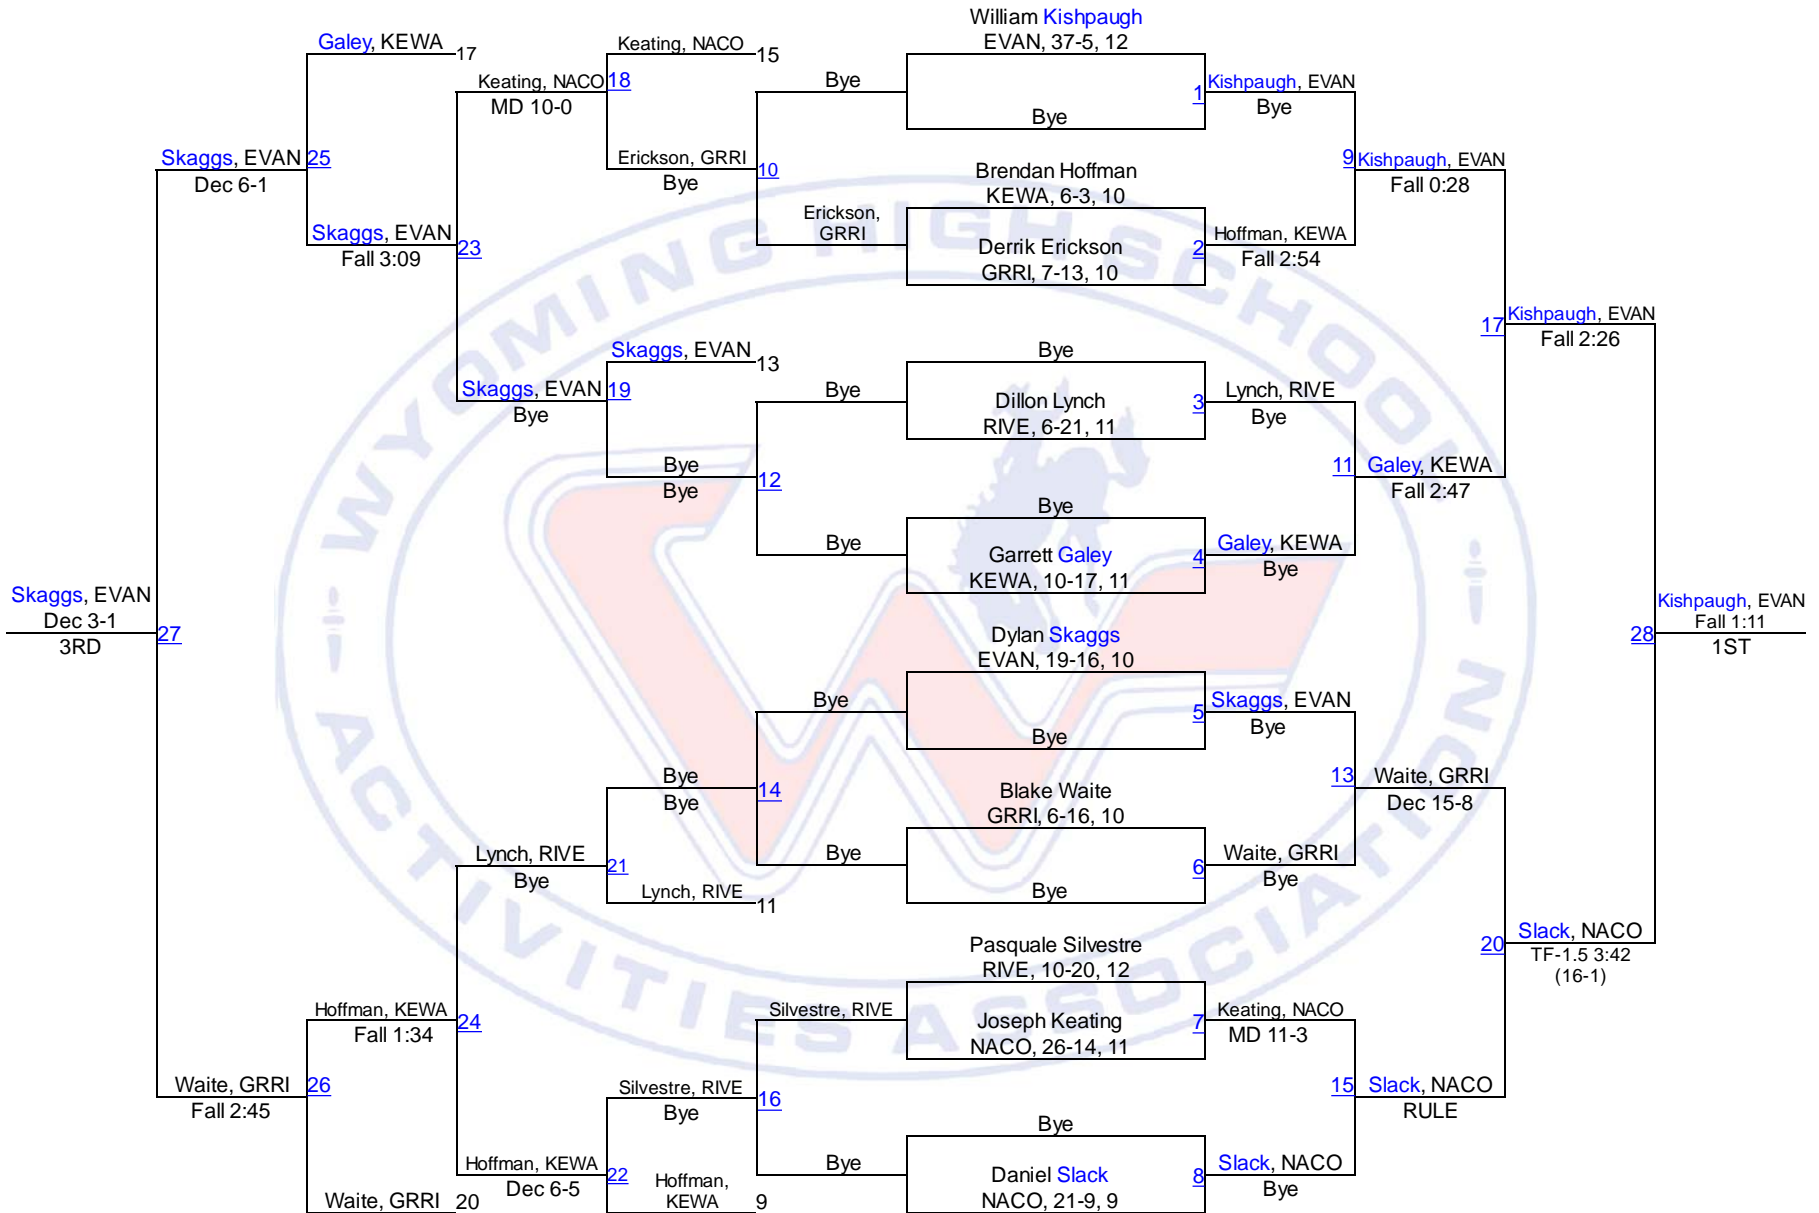 William Kishpaugh
EVAN, 37-5, 12
Bye
Brendan Hoffman
KEWA, 6-3, 10
Derrik Erickson
GRRI, 7-13, 10
Bye
Dillon Lynch
RIVE, 6-21, 11
Bye
Garrett Galey
KEWA, 10-17, 11
Dylan Skaggs
EVAN, 19-16, 10
Bye
Blake Waite
GRRI, 6-16, 10
Bye
Pasquale Silvestre
RIVE, 10-20, 12
Joseph Keating
NACO, 26-14, 11
Bye
Daniel Slack
NACO, 21-9, 9
1
Kishpaugh, EVAN
Bye
2
Hoffman, KEWA
Fall 2:54
3
Lynch, RIVE
Bye
4
Galey, KEWA
Bye
5
Skaggs, EVAN
Bye
6
Waite, GRRI
Bye
7
Keating, NACO
MD 11-3
8
Slack, NACO
Bye
9
Kishpaugh, EVAN
Fall 0:28
11
Galey, KEWA
Fall 2:47
13
Waite, GRRI
Dec 15-8
15
Slack, NACO
RULE
17
Kishpaugh, EVAN
Fall 2:26
20
Slack, NACO
TF-1.5 3:42
(16-1)
28
Kishpaugh, EVAN
Fall 1:11
1ST
Bye
Erickson,
GRRI
Bye
Bye
Bye
Bye
Silvestre, RIVE
Bye
Keating, NACO
15
10
Erickson, GRRI
Bye
Skaggs, EVAN
13
12
Bye
Bye
14
Bye
Bye
Lynch, RIVE
11
16
Silvestre, RIVE
Bye
Hoffman,
KEWA
9
18
Keating, NACO
MD 10-0
19
Skaggs, EVAN
Bye
21
Lynch, RIVE
Bye
22
Hoffman, KEWA
Dec 6-5
Galey, KEWA
17
23
Skaggs, EVAN
Fall 3:09
24
Hoffman, KEWA
Fall 1:34
Waite, GRRI
20
25
Skaggs, EVAN
Dec 6-1
26
Waite, GRRI
Fall 2:45
27
Skaggs, EVAN
Dec 3-1
3RD
WYOMING HIGH SCHOOL
ACTIVITIES ASSOCIATION